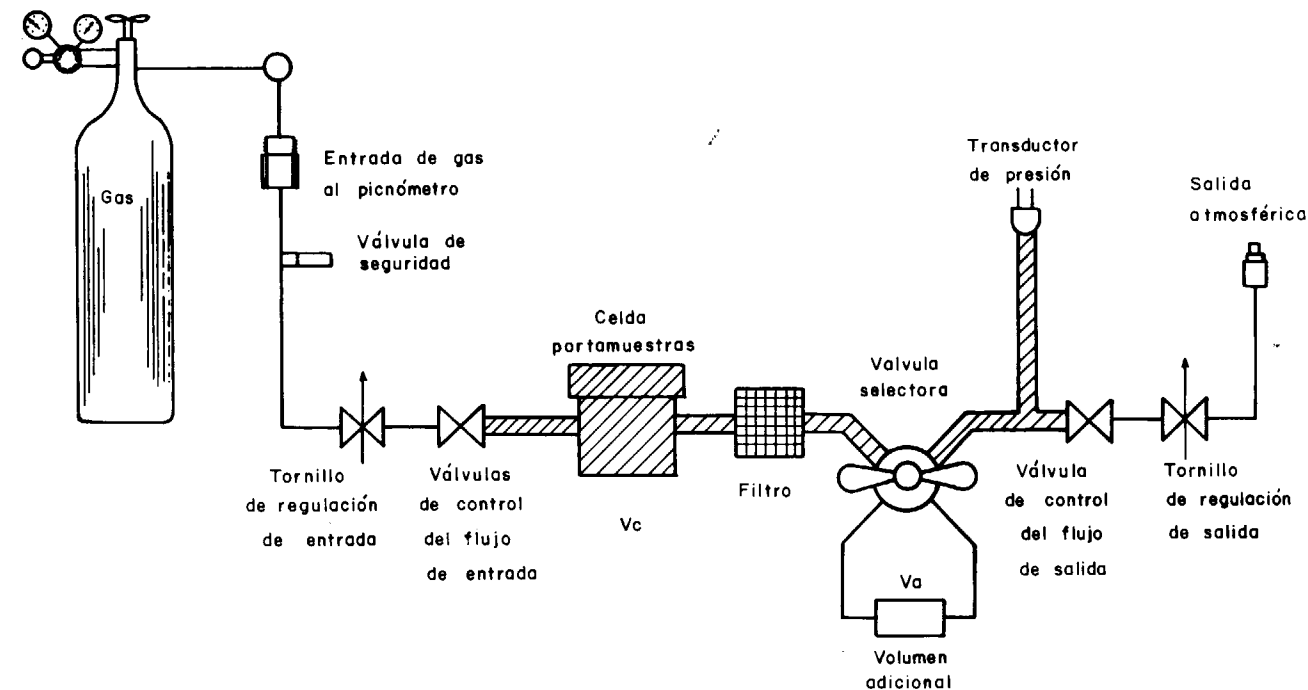 Gas
Entrada de gas
al picnómetro
Válvula de
seguridad
Transductor
de presión
Salida
atmosférica
Celda
portamuestras
Valvula
selectora
Tornillo
de regulación
de entrada
Válvulas
de control
del flujo
de entrada
Vc
Filtro
Válvula
de control
del flujo
de salida
Tornillo
de regulación
de salida
Va
Volumen
adicional